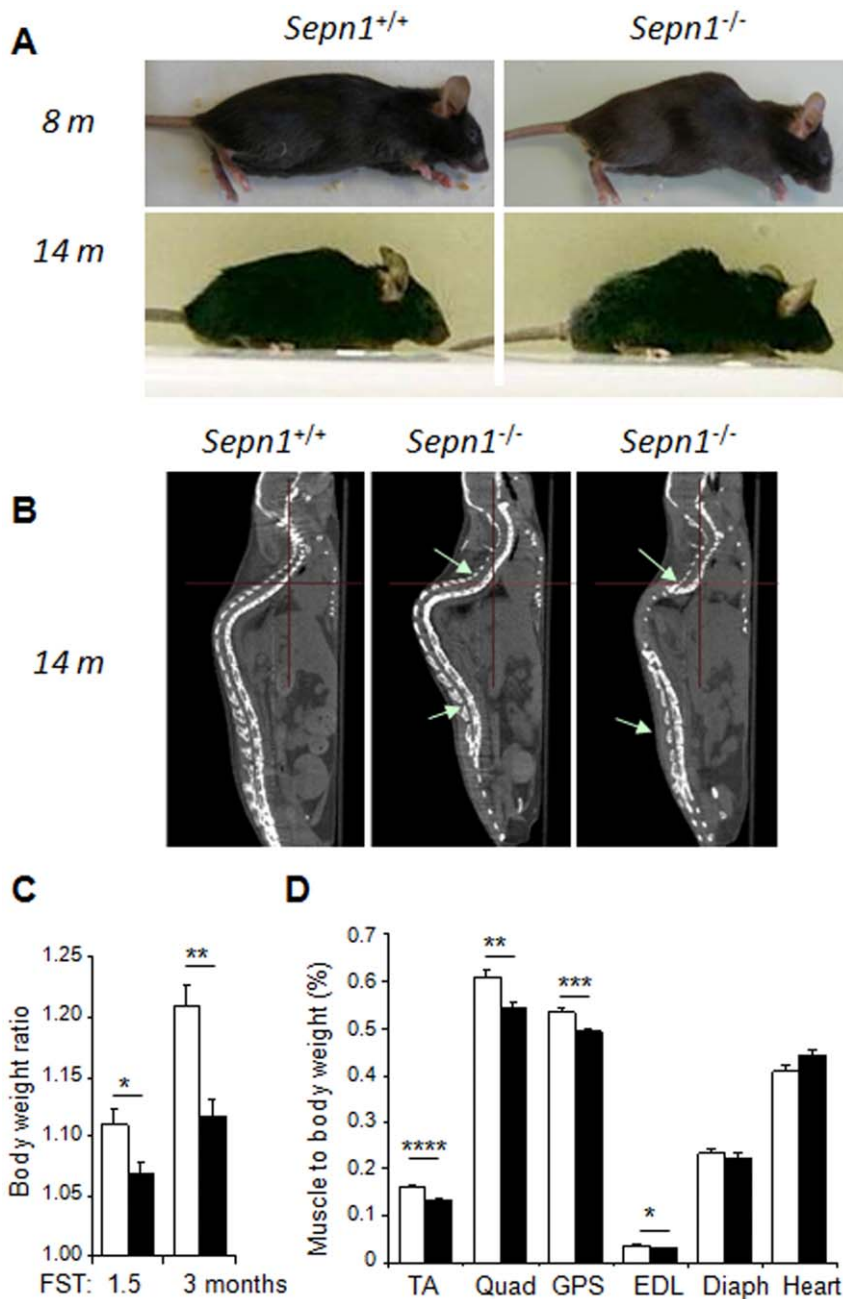 A
Sepn1+/+ Sepn1-/-
8 m
14 m
Sepn1+/+ Sepn1-/- Sepn1-/-
B
14 m
C
Body weight ratio
1.25
1.20
1.15
1.10
1.05
1.00
* **
FST: 1.5 3 months
D
Muscle to body weight (%)
0.7
0.6
0.5
0.4
0.3
0.2
0.1
0
**** ** *** *
TA Quad GPS EDL Diaph Heart